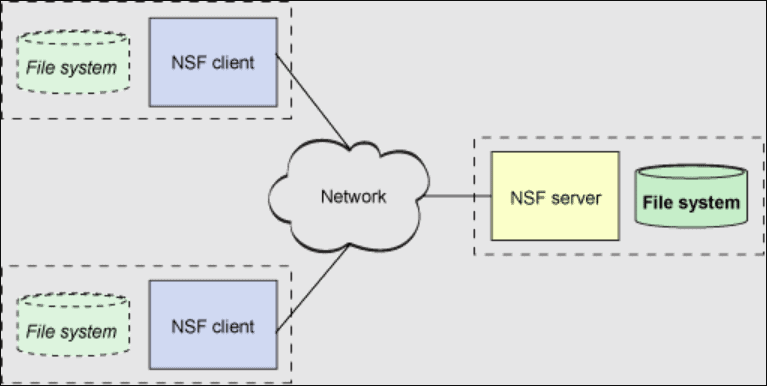 File system
NSF client
Network
NSF server
File system
File system
NSF client